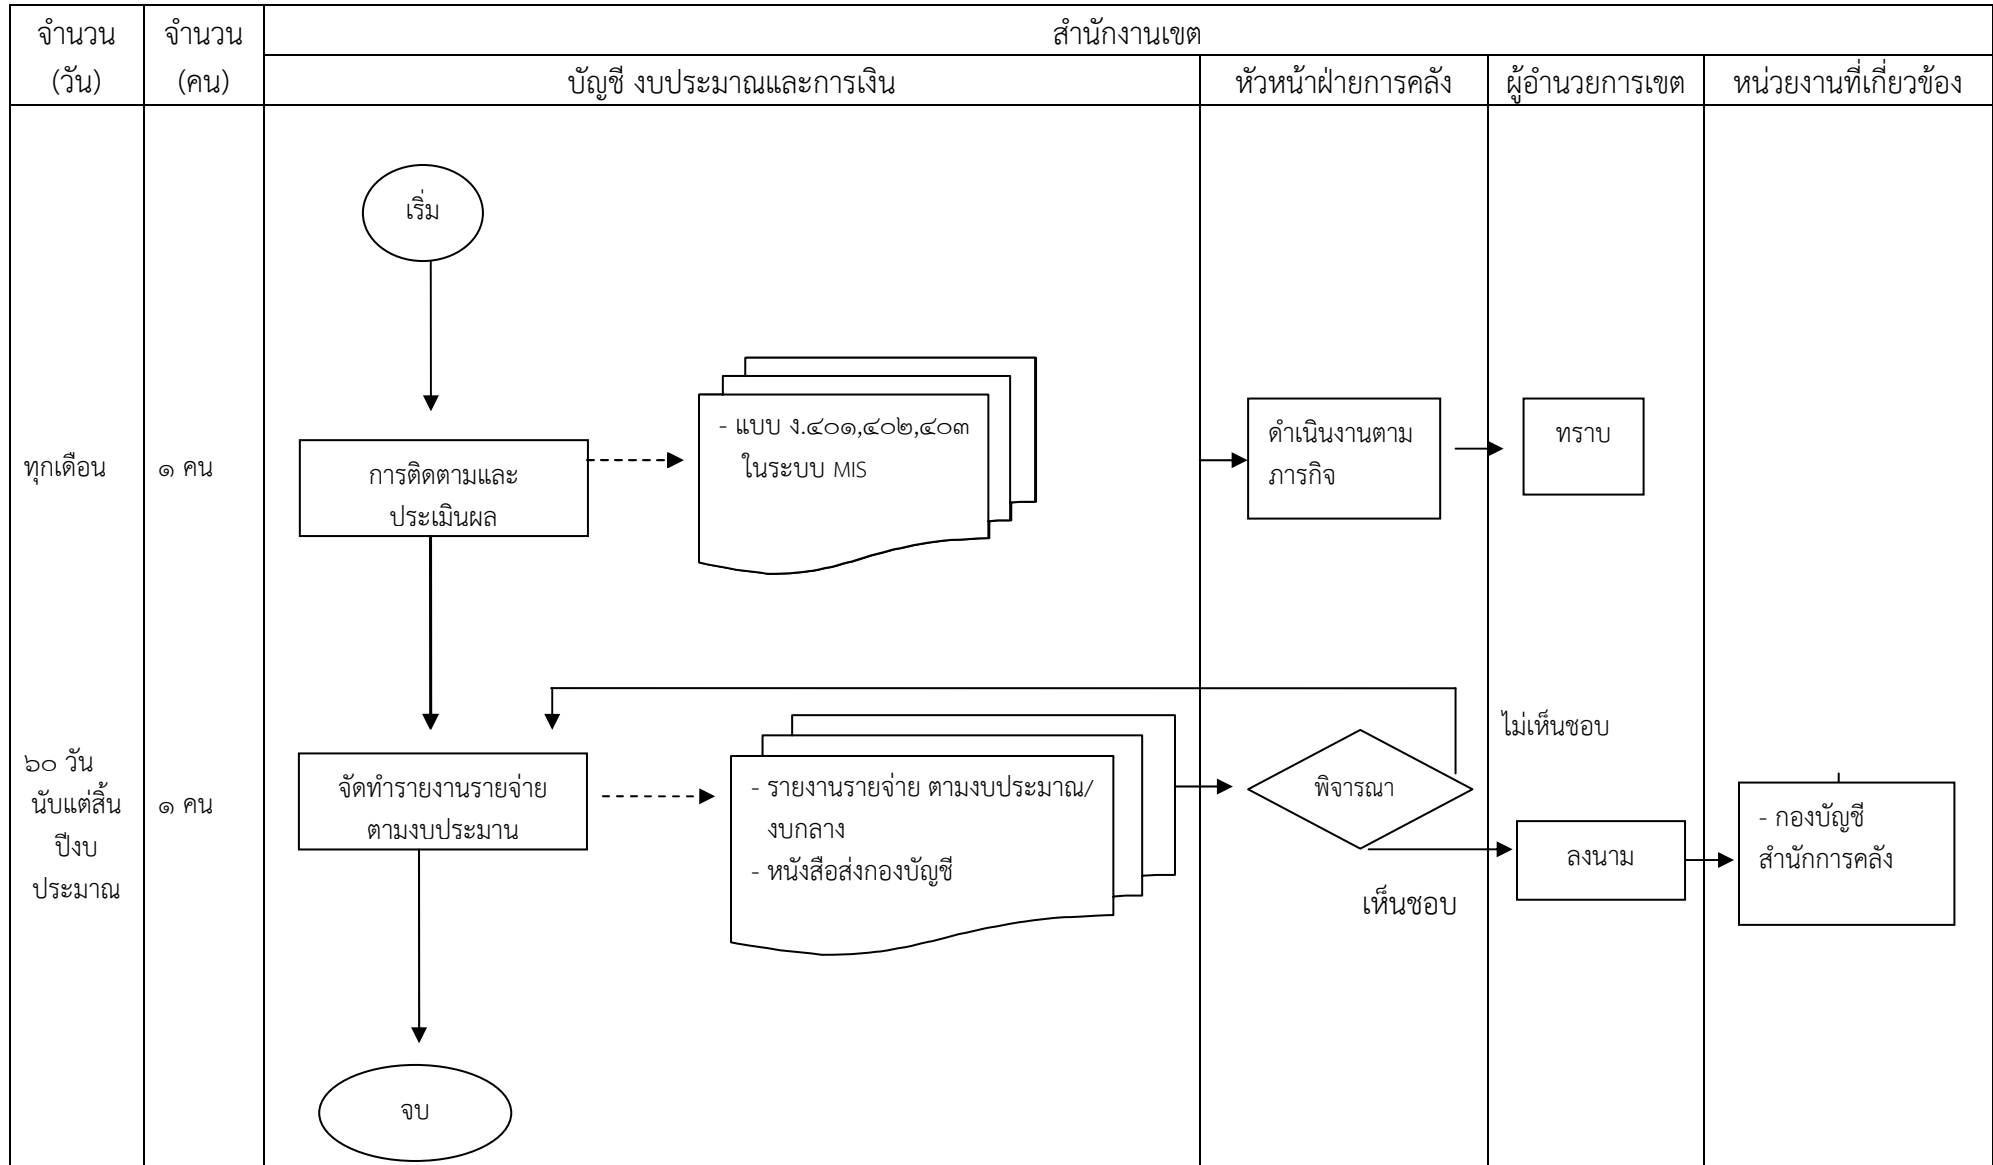 จำนวน
(วัน)
จำนวน
(คน)
สำนักงานเขต
บัญชี งบประมาณและการเงิน
หัวหน้าฝ่ายการคลัง
ผู้อำนวยการเขต
หน่วยงานที่เกี่ยวข้อง
เริ่ม
ทุกเดือน
๑ คน
การติดตามและ
ประเมินผล
- แบบ ง.๔๐๑,๔๐๒,๔๐๓
ในระบบ MIS
ดำเนินงานตาม
ภารกิจ
ทราบ
๖๐ วัน
นับแต่สิ้น
ปีงบ
ประมาณ
๑ คน
จัดทำรายงานรายจ่าย
ตามงบประมาน
- รายงานรายจ่าย ตามงบประมาณ/
งบกลาง
- หนังสือส่งกองบัญชี
พิจารณา
ไม่เห็นชอบ
เห็นชอบ
ลงนาม
- กองบัญชี
สำนักการคลัง
จบ